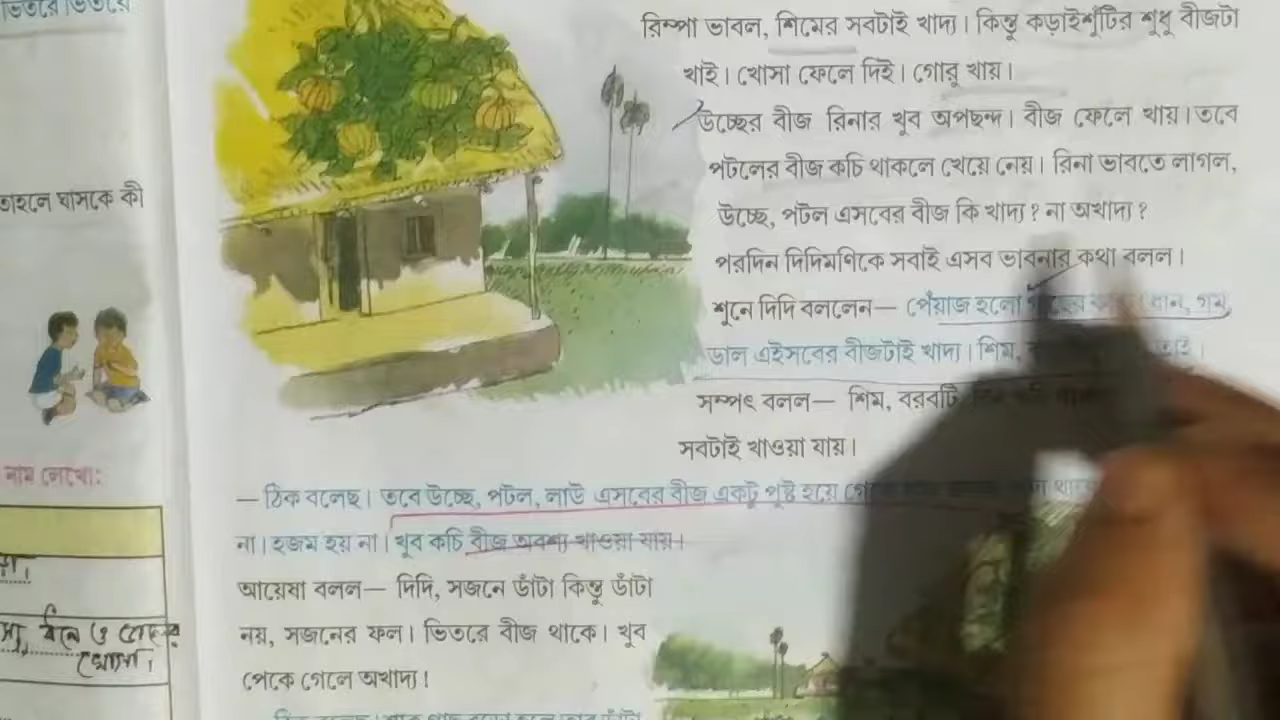 ভিতরে ভিতরে
তাহলে ঘাসকে কী
নাম লেখো:
রিম্পা ভাবল, শিমের সবটাই খাদ্য। কিন্তু কড়াইশুঁটির শুধু বীজটা
খাই। খোসা ফেলে দিই। গোরু খায়।
উচ্ছের বীজ রিনার খুব অপছন্দ। বীজ ফেলে খায়। তবে
পটলের বীজ কচি থাকলে খেয়ে নেয়। রিনা ভাবতে লাগল,
উচ্ছে, পটল এসবের বীজ কি খাদ্য? না অখাদ্য?
পরদিন দিদিমণিকে সবাই এসব ভাবনার কথা বলল।
শুনে দিদি বললেন— পেঁয়াজ হলো ধান, গম,
ডাল এইসবের বীজটাই খাদ্য। শিম,
সম্পৎ বলল— শিম, বরবটি,
সবটাই খাওয়া যায়।
— ঠিক বলেছ। তবে উচ্ছে, পটল, লাউ এসবের বীজ একটু পুষ্ট হয়ে
না। হজম হয় না। খুব কচি বীজ অবশ্য খাওয়া যায়।
আয়েষা বলল— দিদি, সজনে ডাঁটা কিন্তু ডাঁটা
নয়, সজনের ফল। ভিতরে বীজ থাকে। খুব
পেকে গেলে অখাদ্য!